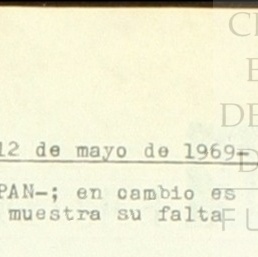 12 de mayo de 1969-
PAN-; en cambio es
muestra su falta